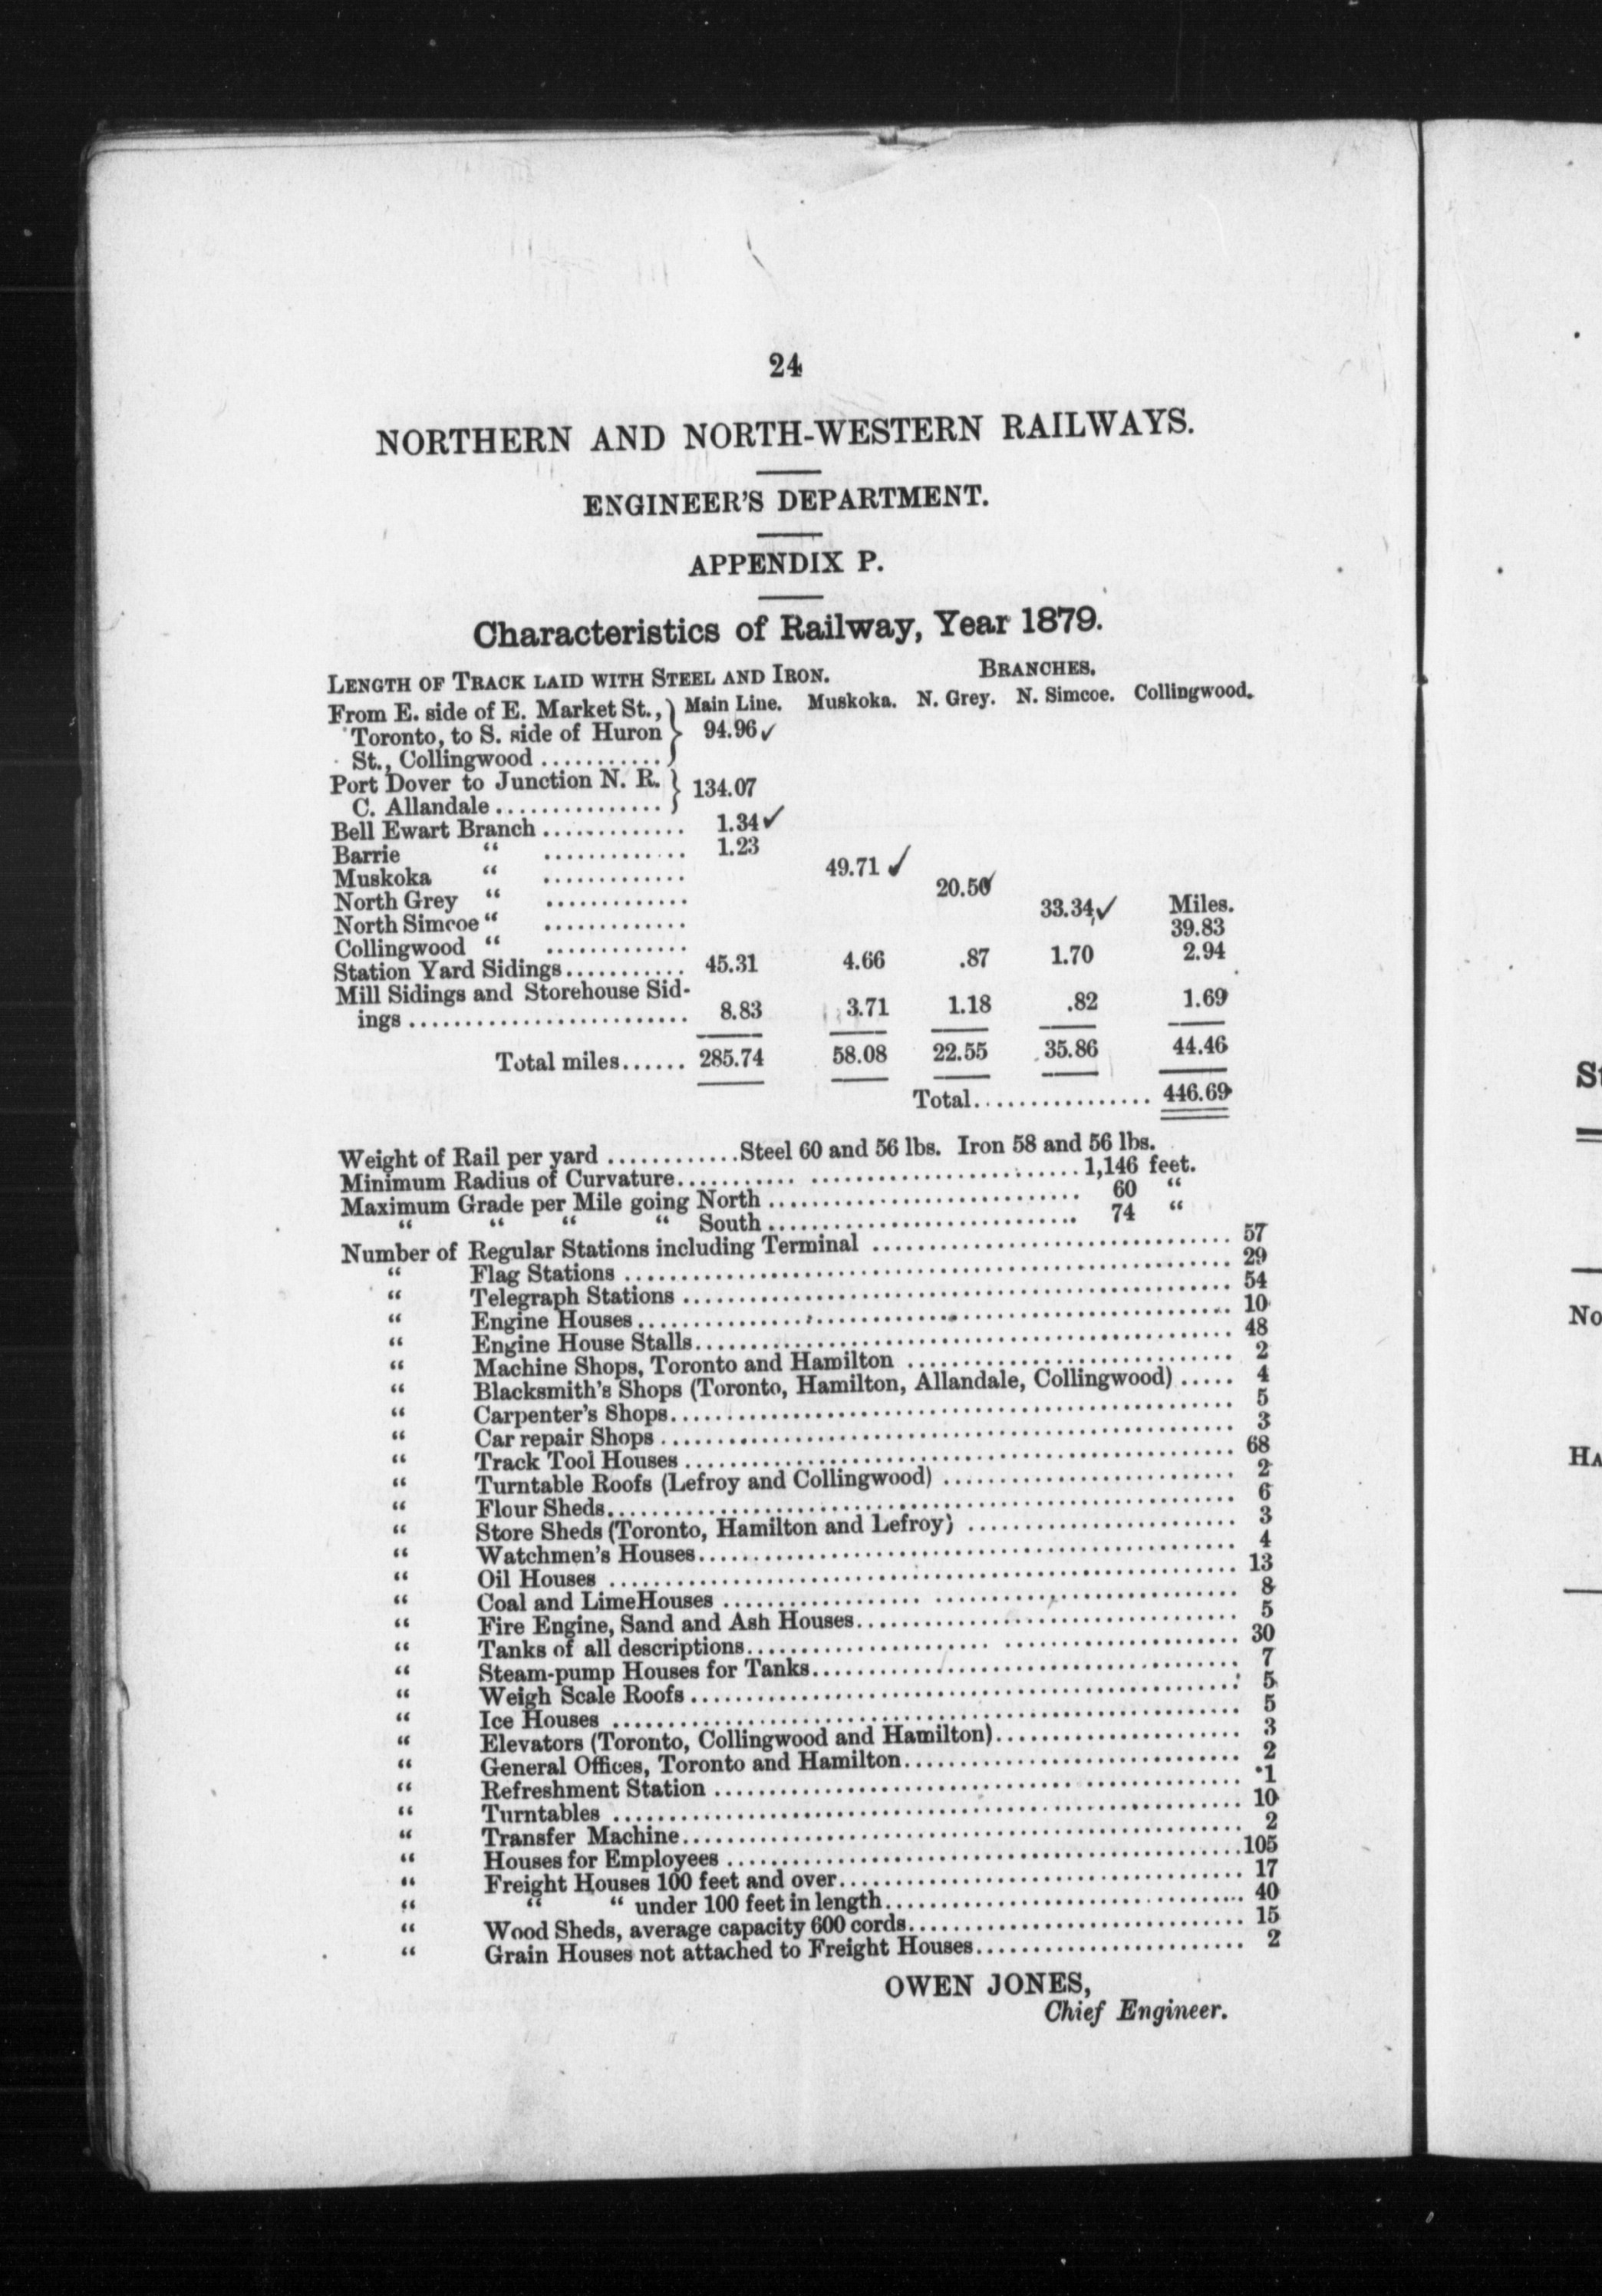 24
NORTHERN AND NORTH-WESTERN RAILWAYS.
ENGINEER'S DEPARTMENT.
APPENDIX P.
Characteristics of Railway, Year 1879.
LENGTH OF TRACK LAID WITH STEEL AND IRON. BRANCHES.
From E. side of E. Market St., } Main Line. Muskoka. N. Grey. N. Simcoe. Collingwood.
Toronto, to S. side of Huron } 94.96 ✓
St., Collingwood ........... }
Port Dover to Junction N. R. } 134.07
C. Allandale ............... }
Bell Ewart Branch ............. 1.34 ✓
Barrie “ ............. 1.23
Muskoka “ ............. 49.71 ✓
North Grey “ ............. 20.50 ✓
North Simcoe “ ............. 33.34 ✓ Miles.
Collingwood “ ............. 39.83
Station Yard Sidings ........... 45.31 4.66 .87 1.70 2.94
Mill Sidings and Storehouse Sid-
ings ......................... 8.83 3.71 1.18 .82 1.69
Total miles ...... 285.74 58.08 22.55 35.86 44.46
Total ................ 446.69
Weight of Rail per yard ............ Steel 60 and 56 lbs. Iron 58 and 56 lbs.
Minimum Radius of Curvature ........... ........................ 1,146 feet.
Maximum Grade per Mile going North ............................ 60 “
“ “ “ “ South ............................ 74 “
Number of Regular Stations including Terminal ................................ 57
“ Flag Stations ................................ 29
“ Telegraph Stations ................................ 54
“ Engine Houses ................................ 10
“ Engine House Stalls ................................ 48
“ Machine Shops, Toronto and Hamilton ............................. 2
“ Blacksmith's Shops (Toronto, Hamilton, Allandale, Collingwood) ..... 4
“ Carpenter's Shops ................................ 5
“ Car repair Shops ................................ 3
“ Track Tool Houses ................................ 68
“ Turntable Roofs (Lefroy and Collingwood) .......................... 2
“ Flour Sheds ................................ 6
“ Store Sheds (Toronto, Hamilton and Lefroy) ........................ 3
“ Watchmen's Houses ................................ 4
“ Oil Houses ................................ 13
“ Coal and LimeHouses ................................ 8
“ Fire Engine, Sand and Ash Houses ................................ 5
“ Tanks of all descriptions ................................ 30
“ Steam-pump Houses for Tanks ................................ 7
“ Weigh Scale Roofs ................................ 5
“ Ice Houses ................................ 5
“ Elevators (Toronto, Collingwood and Hamilton) ...................... 3
“ General Offices, Toronto and Hamilton .............................. 2
“ Refreshment Station ................................ 1
“ Turntables ................................ 10
“ Transfer Machine ................................ 2
“ Houses for Employees ................................ 105
“ Freight Houses 100 feet and over ................................ 17
“ “ “ under 100 feet in length ................................ 40
“ Wood Sheds, average capacity 600 cords .............................. 15
“ Grain Houses not attached to Freight Houses ........................ 2
OWEN JONES,
Chief Engineer.
No